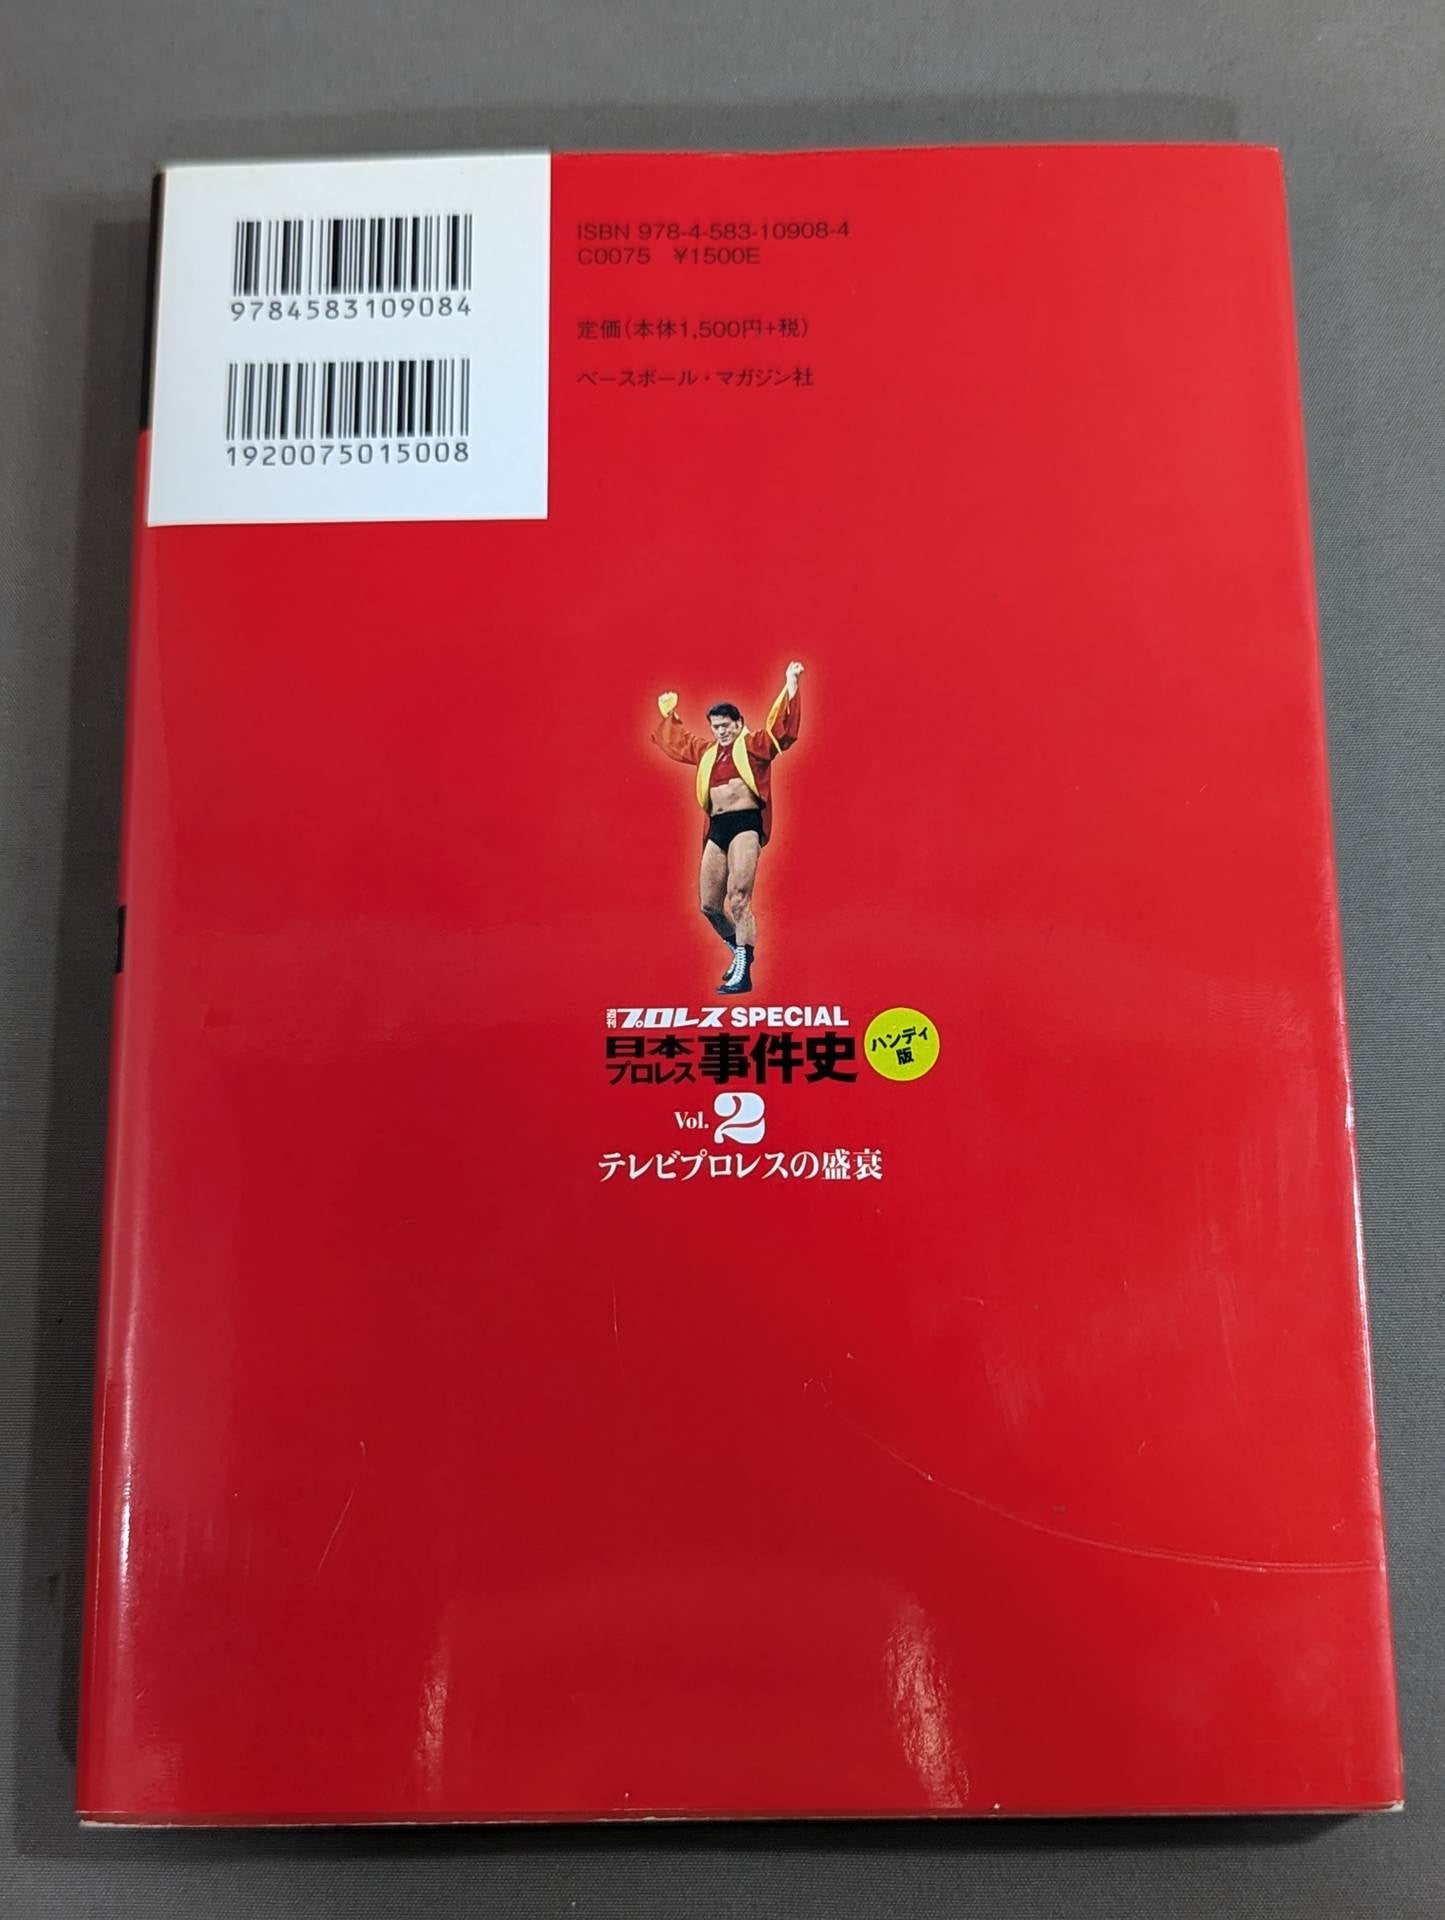 9784583109084
1920075015008
ISBN 978-4-583-10908-4
C0075 ¥1500E
定価(本体1,500円+税)
ベースボール・マガジン社
週刊プロレス SPECIAL
日本プロレス事件史
ハンディ版
Vol.2
テレビプロレスの盛衰